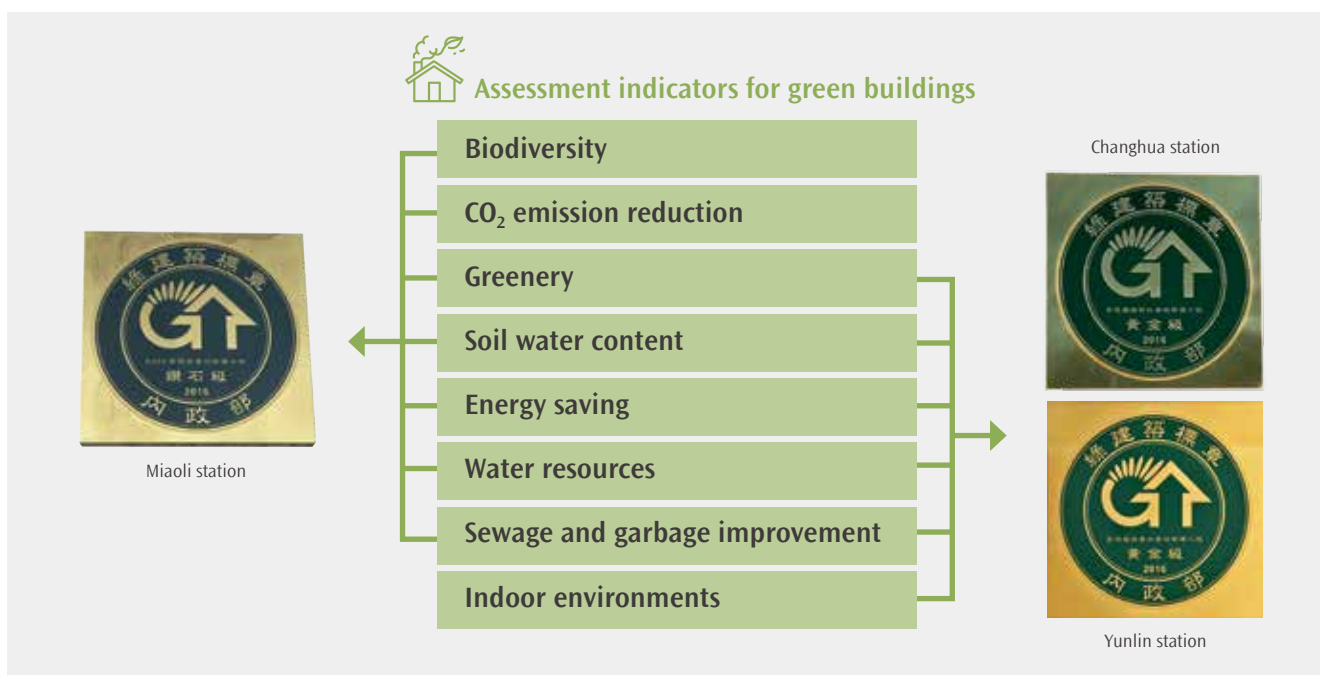 Assessment indicators for green buildings
Biodiversity
CO₂ emission reduction
Greenery
Soil water content
Energy saving
Water resources
Sewage and garbage improvement
Indoor environments
綠建築標章
鑽石級
2016
內政部
Miaoli station
Changhua station
綠建築標章
黃金級
2016
內政部
綠建築標章
黃金級
2016
內政部
Yunlin station